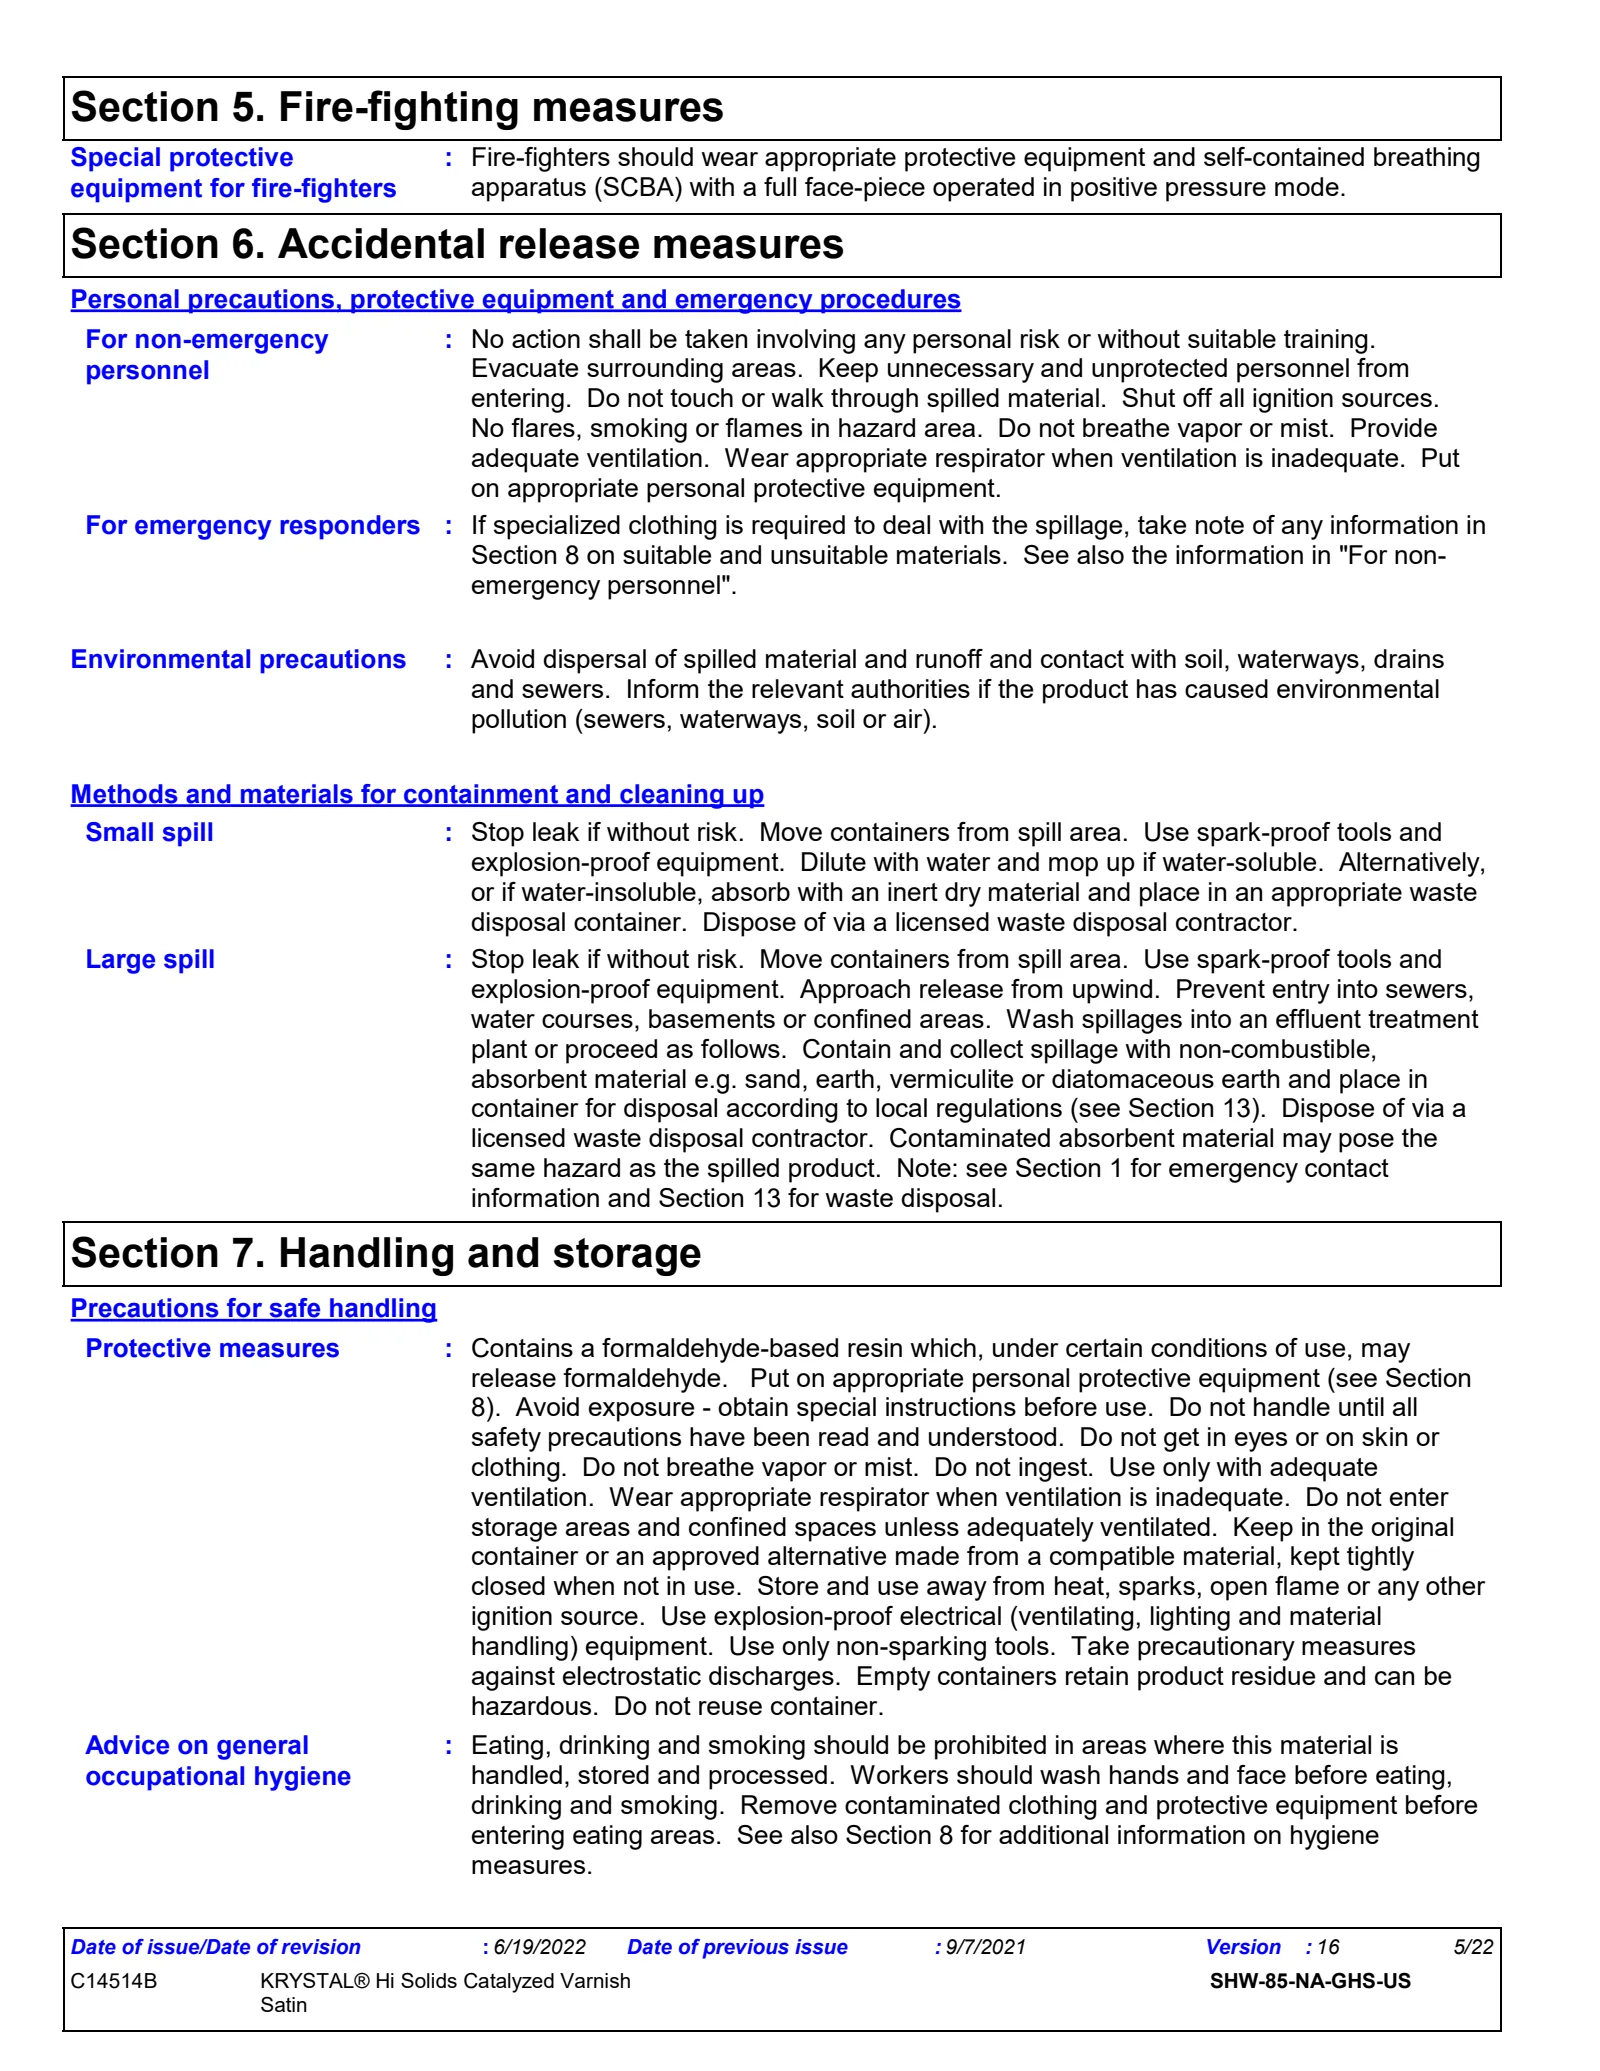 Section 5. Fire-fighting measures
Special protective equipment for fire-fighters : Fire-fighters should wear appropriate protective equipment and self-contained breathing
apparatus (SCBA) with a full face-piece operated in positive pressure mode.
Section 6. Accidental release measures
Personal precautions, protective equipment and emergency procedures
For non-emergency personnel : No action shall be taken involving any personal risk or without suitable training.
Evacuate surrounding areas. Keep unnecessary and unprotected personnel from
entering. Do not touch or walk through spilled material. Shut off all ignition sources.
No flares, smoking or flames in hazard area. Do not breathe vapor or mist. Provide
adequate ventilation. Wear appropriate respirator when ventilation is inadequate. Put
on appropriate personal protective equipment.
For emergency responders : If specialized clothing is required to deal with the spillage, take note of any information in
Section 8 on suitable and unsuitable materials. See also the information in "For non-
emergency personnel".
Environmental precautions : Avoid dispersal of spilled material and runoff and contact with soil, waterways, drains
and sewers. Inform the relevant authorities if the product has caused environmental
pollution (sewers, waterways, soil or air).
Methods and materials for containment and cleaning up
Small spill : Stop leak if without risk. Move containers from spill area. Use spark-proof tools and
explosion-proof equipment. Dilute with water and mop up if water-soluble. Alternatively,
or if water-insoluble, absorb with an inert dry material and place in an appropriate waste
disposal container. Dispose of via a licensed waste disposal contractor.
Large spill : Stop leak if without risk. Move containers from spill area. Use spark-proof tools and
explosion-proof equipment. Approach release from upwind. Prevent entry into sewers,
water courses, basements or confined areas. Wash spillages into an effluent treatment
plant or proceed as follows. Contain and collect spillage with non-combustible,
absorbent material e.g. sand, earth, vermiculite or diatomaceous earth and place in
container for disposal according to local regulations (see Section 13). Dispose of via a
licensed waste disposal contractor. Contaminated absorbent material may pose the
same hazard as the spilled product. Note: see Section 1 for emergency contact
information and Section 13 for waste disposal.
Section 7. Handling and storage
Precautions for safe handling
Protective measures : Contains a formaldehyde-based resin which, under certain conditions of use, may
release formaldehyde. Put on appropriate personal protective equipment (see Section
8). Avoid exposure - obtain special instructions before use. Do not handle until all
safety precautions have been read and understood. Do not get in eyes or on skin or
clothing. Do not breathe vapor or mist. Do not ingest. Use only with adequate
ventilation. Wear appropriate respirator when ventilation is inadequate. Do not enter
storage areas and confined spaces unless adequately ventilated. Keep in the original
container or an approved alternative made from a compatible material, kept tightly
closed when not in use. Store and use away from heat, sparks, open flame or any other
ignition source. Use explosion-proof electrical (ventilating, lighting and material
handling) equipment. Use only non-sparking tools. Take precautionary measures
against electrostatic discharges. Empty containers retain product residue and can be
hazardous. Do not reuse container.
Advice on general occupational hygiene : Eating, drinking and smoking should be prohibited in areas where this material is
handled, stored and processed. Workers should wash hands and face before eating,
drinking and smoking. Remove contaminated clothing and protective equipment before
entering eating areas. See also Section 8 for additional information on hygiene
measures.
Date of issue/Date of revision : 6/19/2022 Date of previous issue : 9/7/2021 Version : 16 5/22
C14514B KRYSTAL® Hi Solids Catalyzed Varnish SHW-85-NA-GHS-US
Satin